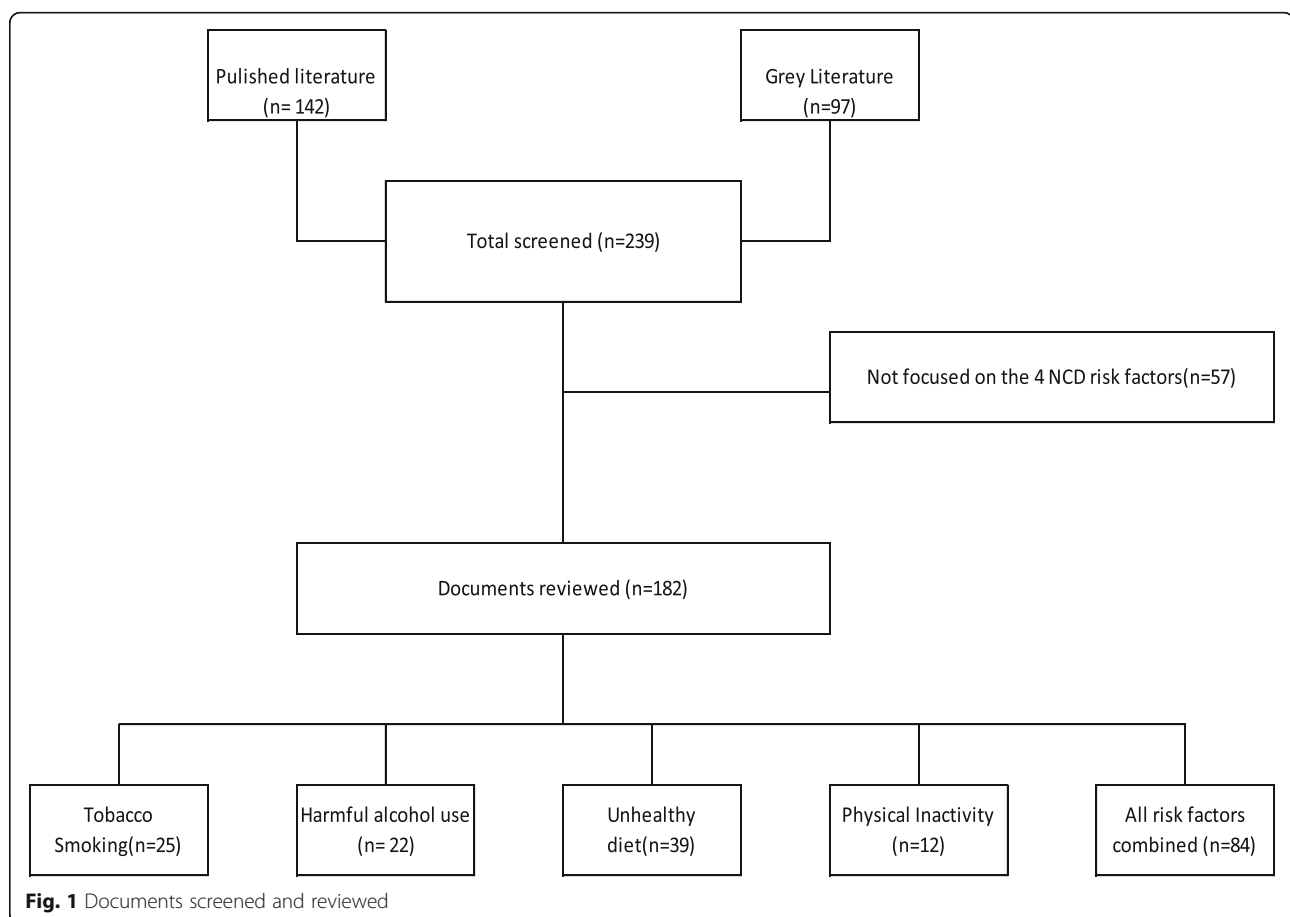 Pulished literature
(n= 142)
Grey Literature
(n=97)
Total screened (n=239)
Not focused on the 4 NCD risk factors(n=57)
Documents reviewed (n=182)
Tobacco
Smoking(n=25)
Harmful alcohol use
(n= 22)
Unhealthy
diet(n=39)
Physical Inactivity
(n=12)
All risk factors
combined (n=84)
Fig. 1 Documents screened and reviewed